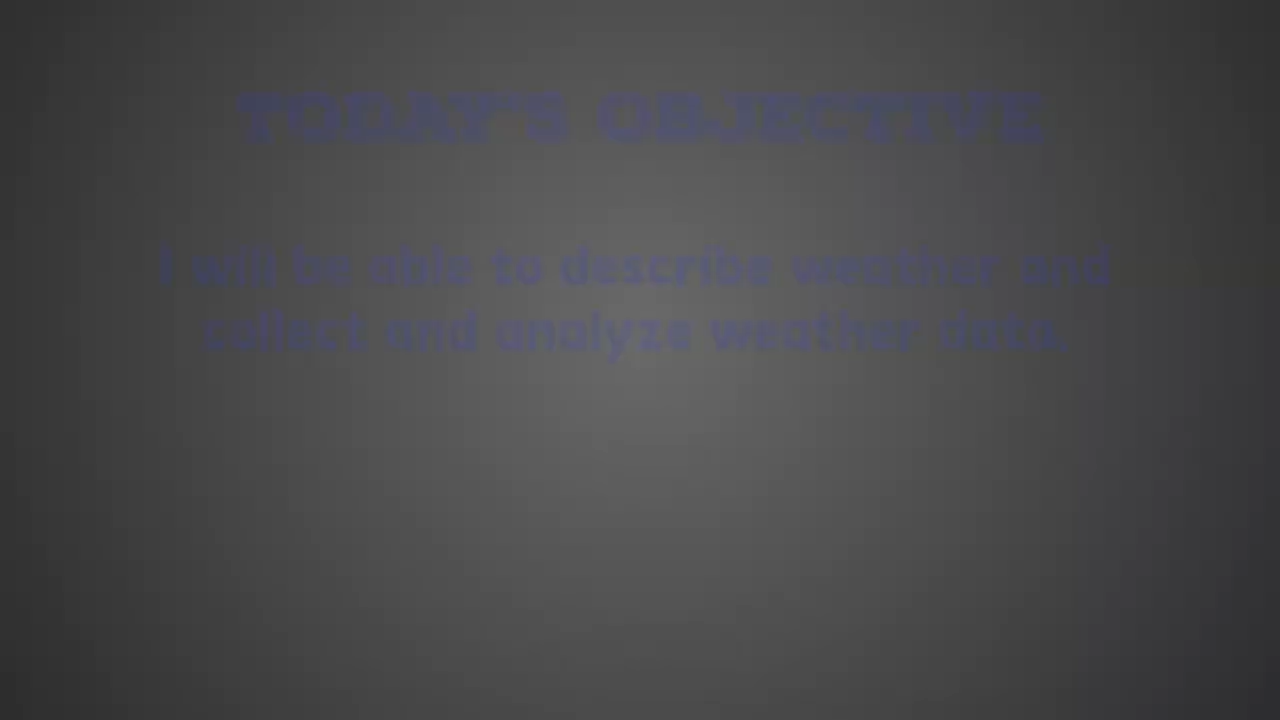 TODAY'S OBJECTIVE
I will be able to describe weather and
collect and analyze weather data.